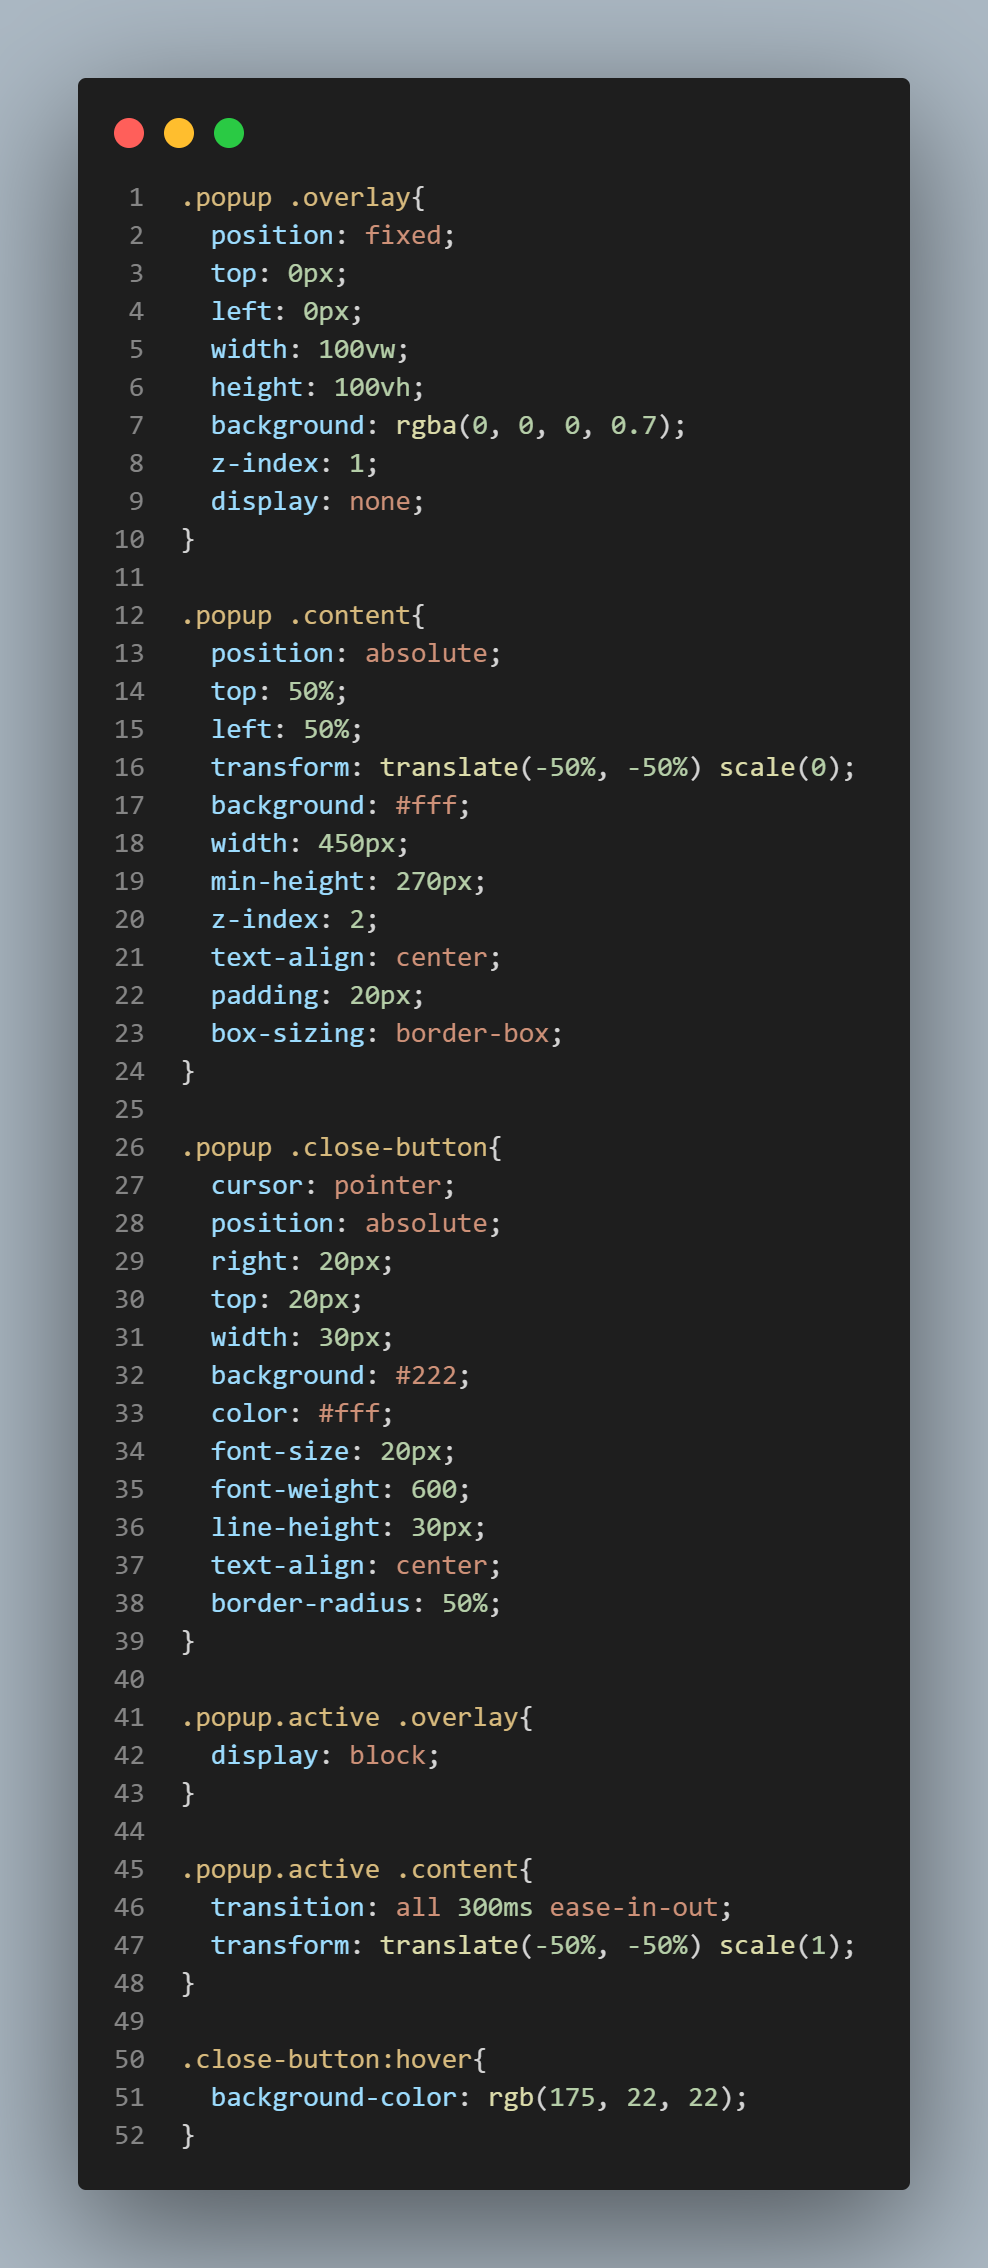 1 .popup .overlay{
2   position: fixed;
3   top: 0px;
4   left: 0px;
5   width: 100vw;
6   height: 100vh;
7   background: rgba(0, 0, 0, 0.7);
8   z-index: 1;
9   display: none;
10 }
11
12 .popup .content{
13   position: absolute;
14   top: 50%;
15   left: 50%;
16   transform: translate(-50%, -50%) scale(0);
17   background: #fff;
18   width: 450px;
19   min-height: 270px;
20   z-index: 2;
21   text-align: center;
22   padding: 20px;
23   box-sizing: border-box;
24 }
25
26 .popup .close-button{
27   cursor: pointer;
28   position: absolute;
29   right: 20px;
30   top: 20px;
31   width: 30px;
32   background: #222;
33   color: #fff;
34   font-size: 20px;
35   font-weight: 600;
36   line-height: 30px;
37   text-align: center;
38   border-radius: 50%;
39 }
40
41 .popup.active .overlay{
42   display: block;
43 }
44
45 .popup.active .content{
46   transition: all 300ms ease-in-out;
47   transform: translate(-50%, -50%) scale(1);
48 }
49
50 .close-button:hover{
51   background-color: rgb(175, 22, 22);
52 }